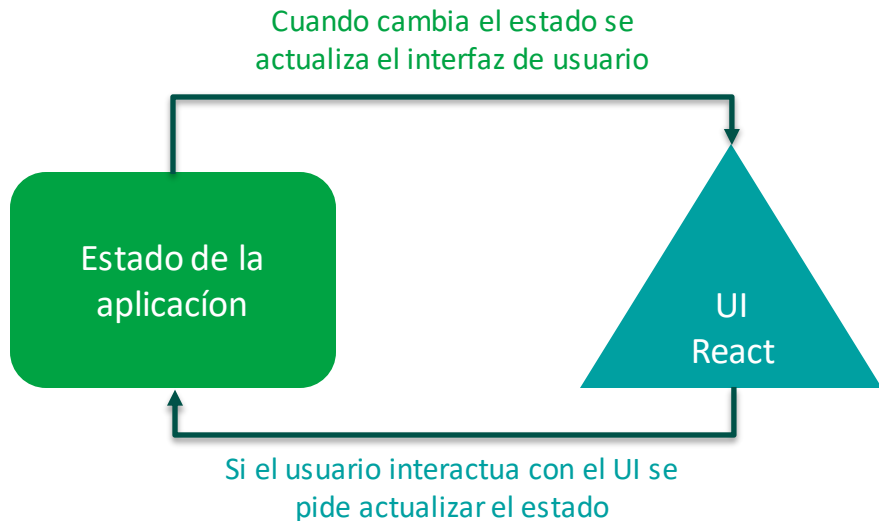 Cuando cambia el estado se
actualiza el interfaz de usuario
Estado de la
aplicacíon
UI
React
Si el usuario interactua con el UI se
pide actualizar el estado